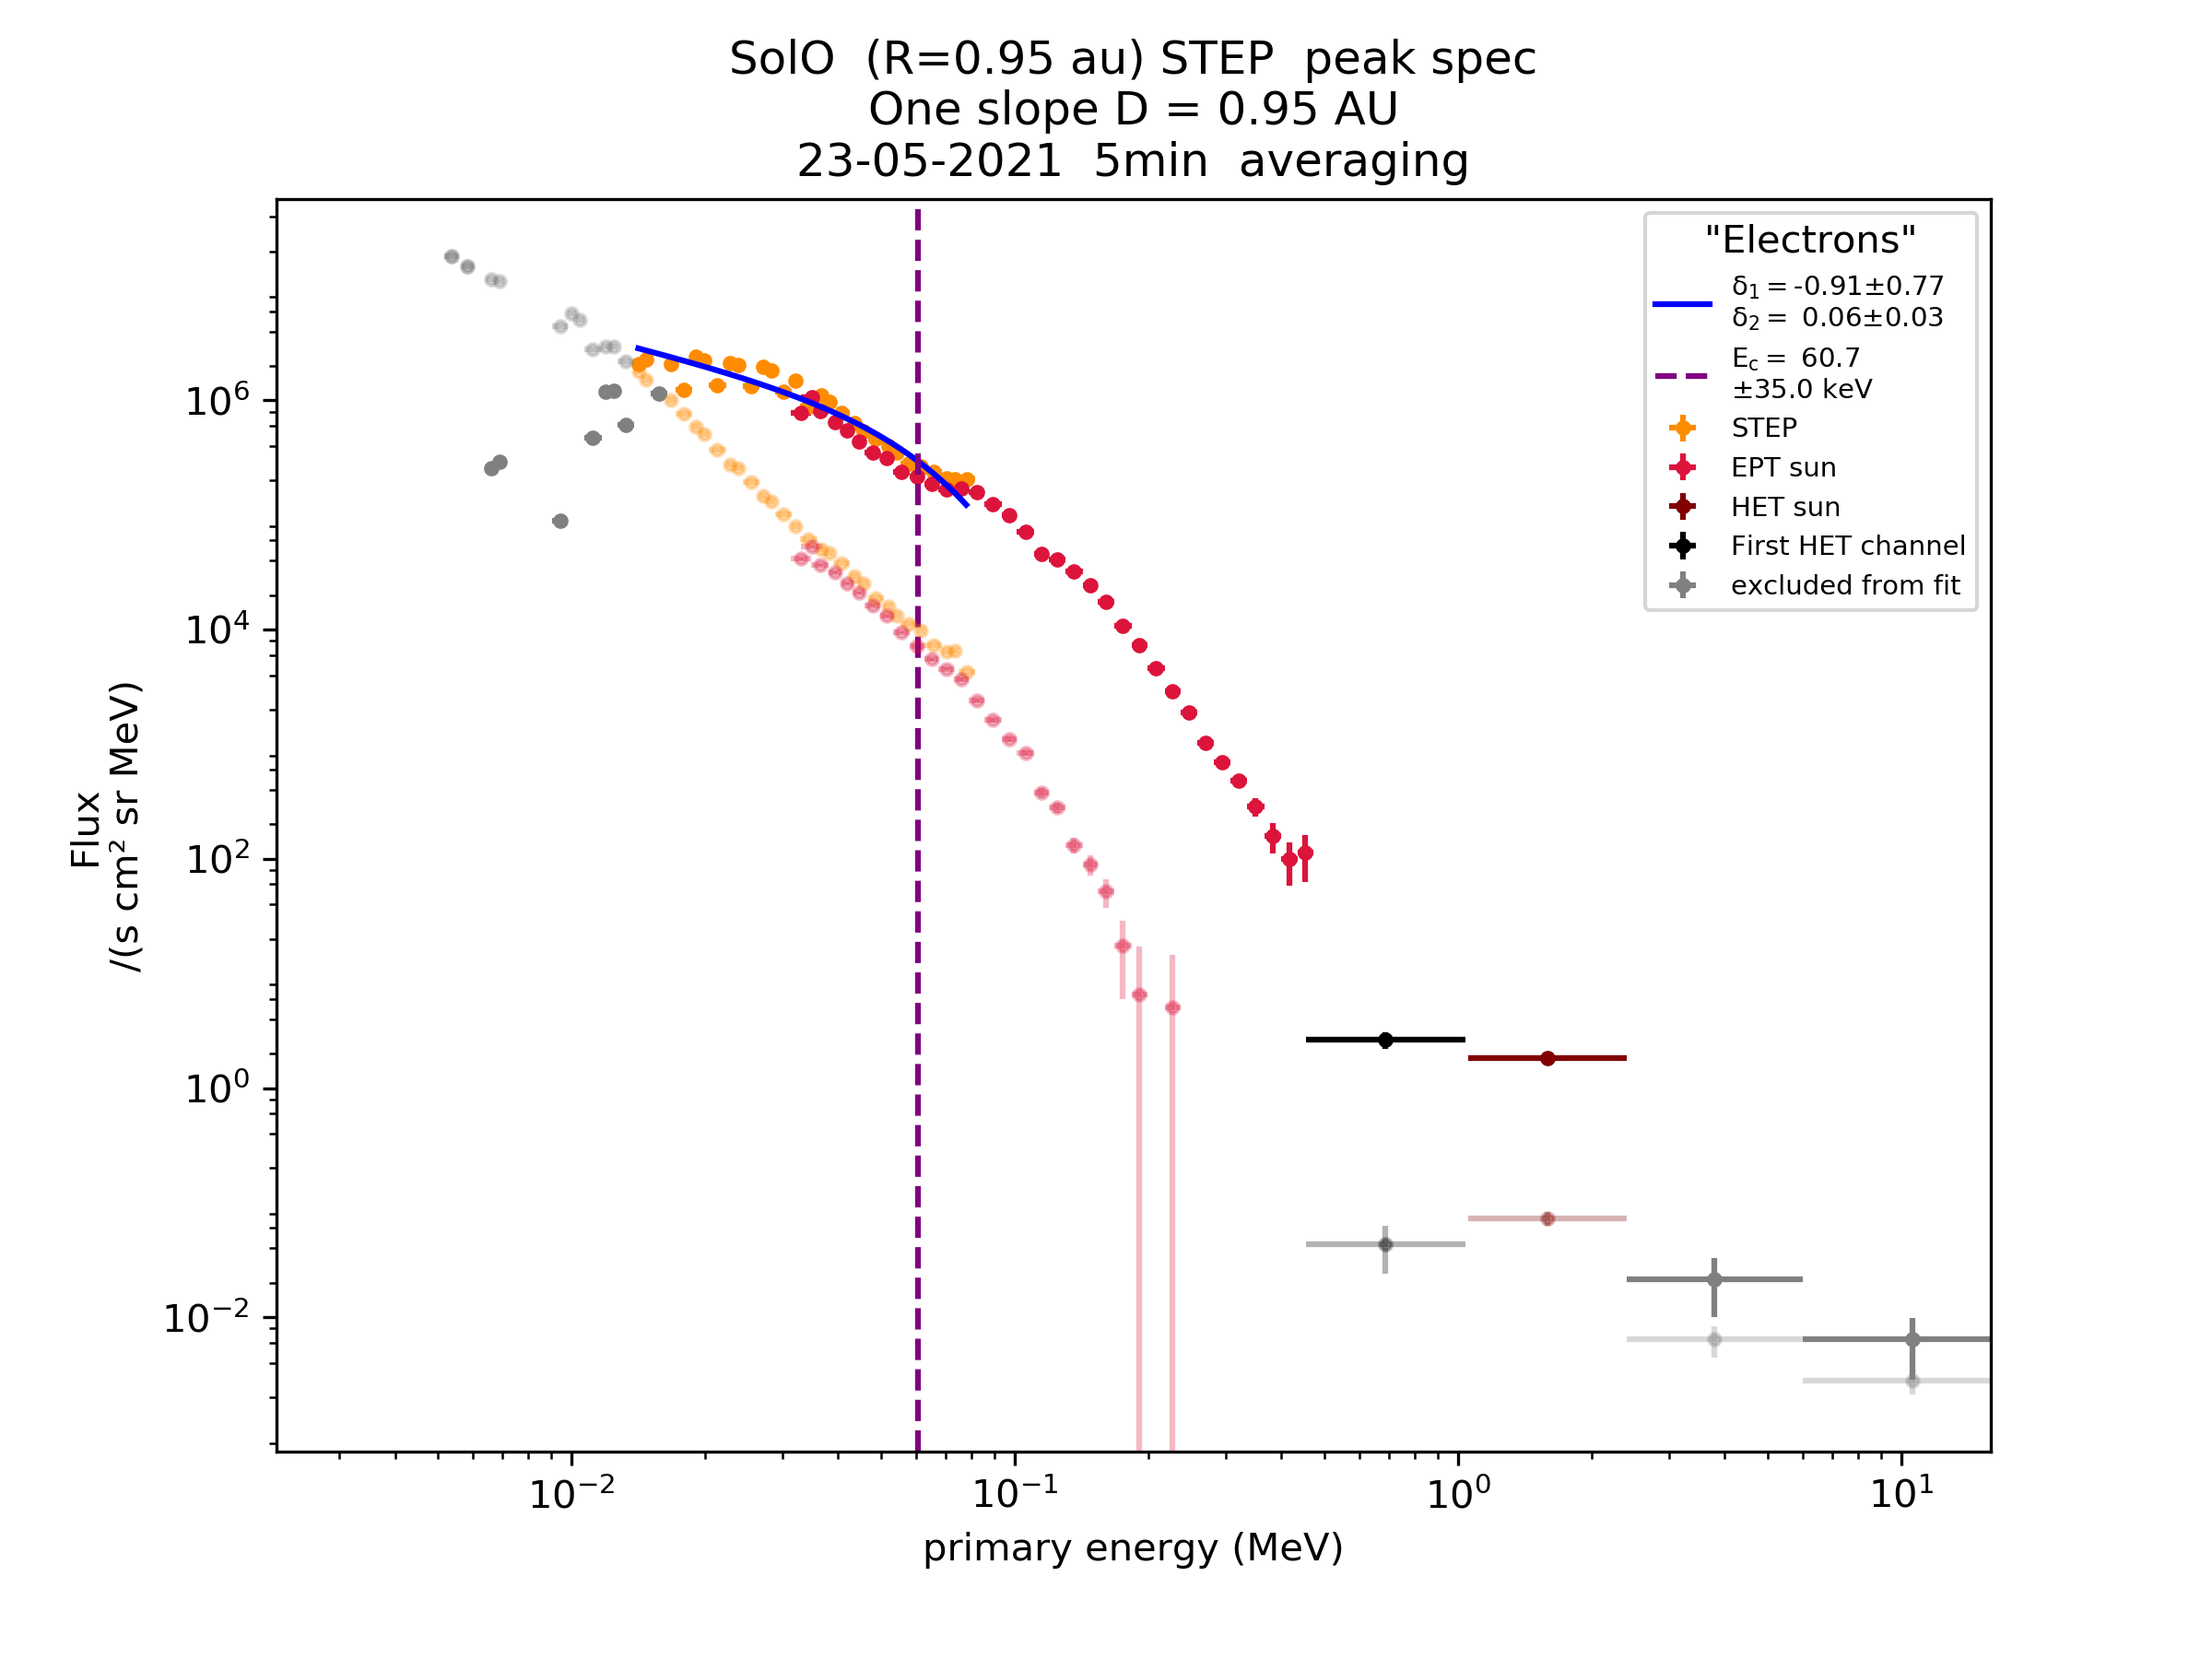 SolO  (R=0.95 au) STEP  peak spec
One slope D = 0.95 AU
23-05-2021  5min  averaging
"Electrons"
δ₁ = -0.91±0.77
δ₂ =  0.06±0.03
E_c =  60.7
±35.0 keV
STEP
EPT sun
HET sun
First HET channel
excluded from fit
Flux
/(s cm² sr MeV)
10⁶
10⁴
10²
10⁰
10⁻²
10⁻² 10⁻¹ 10⁰ 10¹
primary energy (MeV)